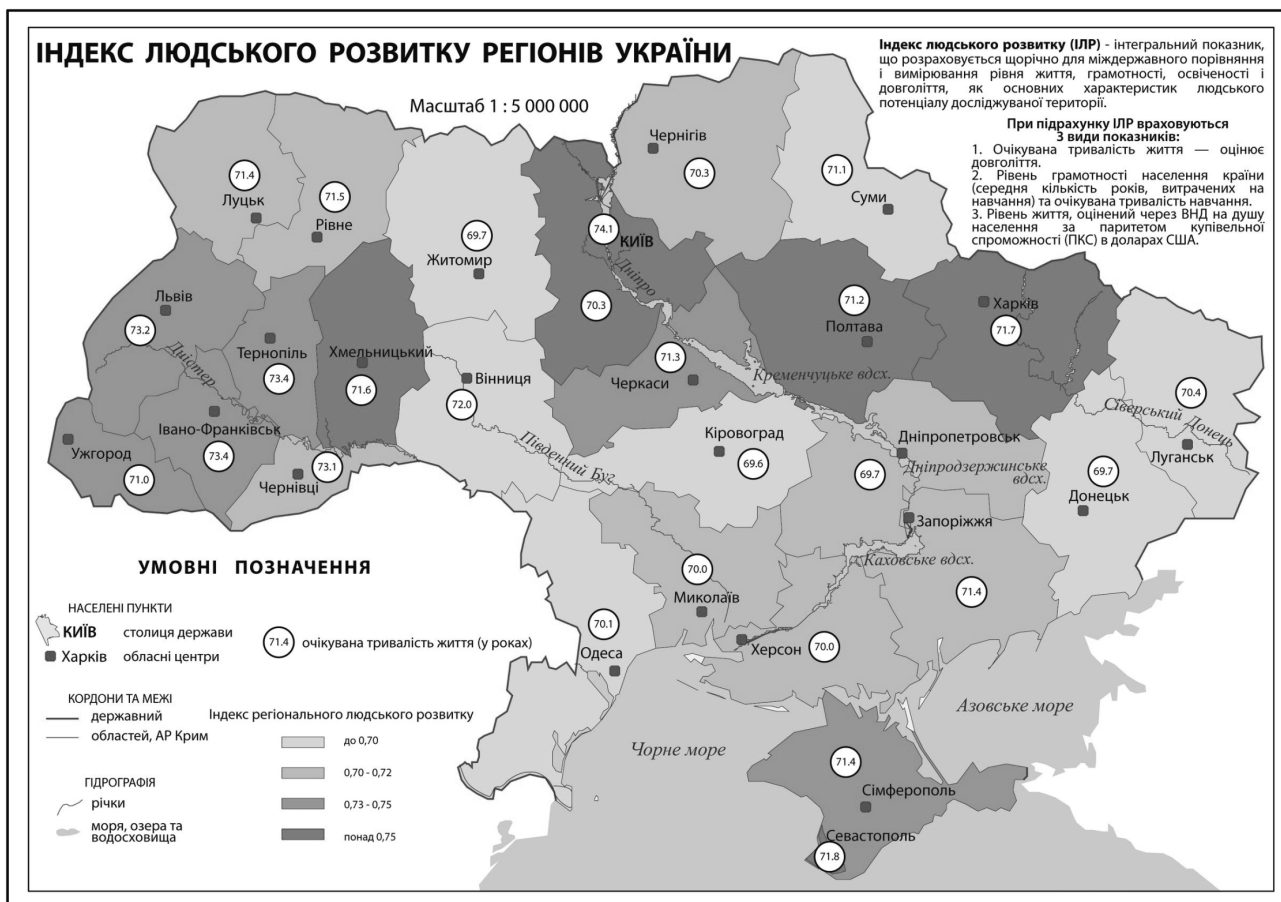 ІНДЕКС ЛЮДСЬКОГО РОЗВИТКУ РЕГІОНІВ УКРАЇНИ
Масштаб 1 : 5 000 000
Індекс людського розвитку (ІЛР) - інтегральний показник,
що розраховується щорічно для міждержавного порівняння
і вимірювання рівня життя, грамотності, освіченості і
довголіття, як основних характеристик людського
потенціалу досліджуваної території.
При підрахунку ІЛР враховуються
3 види показників:
1. Очікувана тривалість життя — оцінює
довголіття.
2. Рівень грамотності населення країни
(середня кількість років, витрачених на
навчання) та очікувана тривалість навчання.
3. Рівень життя, оцінений через ВНД на душу
населення за паритетом купівельної
спроможності (ПКС) в доларах США.
Чернігів
70.3
71.1
Суми
71.4
Луцьк
71.5
Рівне
69.7
Житомир
74.1
КИЇВ
Дніпро
70.3
Львів
73.2
Дністер
Тернопіль
73.4
Хмельницький
71.6
Вінниця
72.0
71.3
Черкаси
71.2
Полтава
Харків
71.7
Кременчуцьке вдсх.
70.4
Сіверський Донець
Луганськ
Ужгород
71.0
Івано-Франківськ
73.4
Чернівці
73.1
Південний Буг
Кіровоград
69.6
Дніпропетровськ
69.7
Дніпродзержинське
вдсх.
69.7
Донецьк
Запоріжжя
Каховське вдсх.
71.4
70.0
Миколаїв
70.1
Одеса
Херсон
70.0
Чорне море
Азовське море
71.4
Сімферополь
Севастополь
71.8
УМОВНІ ПОЗНАЧЕННЯ
НАСЕЛЕНІ ПУНКТИ
КИЇВ столиця держави
Харків обласні центри
71.4 очікувана тривалість життя (у роках)
КОРДОНИ ТА МЕЖІ
державний
областей, АР Крим
ГІДРОГРАФІЯ
річки
моря, озера та
водосховища
Індекс регіонального людського розвитку
до 0,70
0,70 - 0,72
0,73 - 0,75
понад 0,75